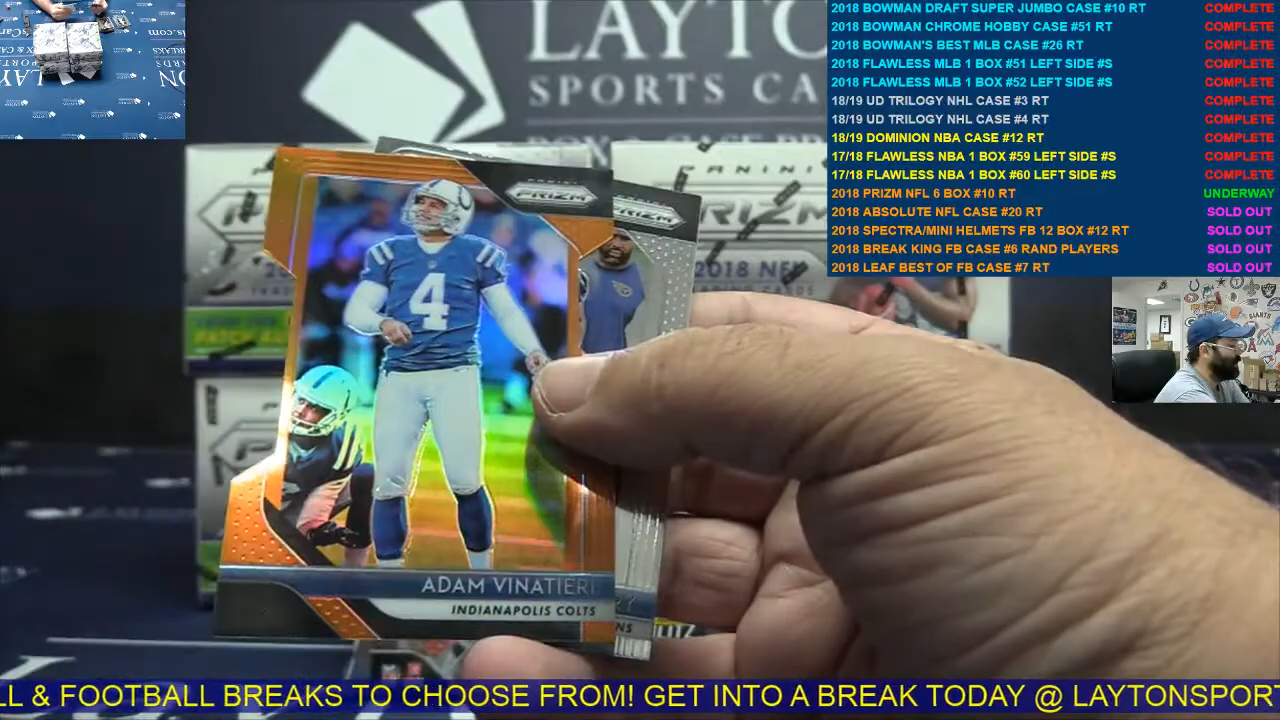 2018 BOWMAN DRAFT SUPER JUMBO CASE #10 RT COMPLETE
2018 BOWMAN CHROME HOBBY CASE #51 RT COMPLETE
2018 BOWMAN'S BEST MLB CASE #26 RT COMPLETE
2018 FLAWLESS MLB 1 BOX #51 LEFT SIDE #S COMPLETE
2018 FLAWLESS MLB 1 BOX #52 LEFT SIDE #S COMPLETE
18/19 UD TRILOGY NHL CASE #3 RT COMPLETE
18/19 UD TRILOGY NHL CASE #4 RT COMPLETE
18/19 DOMINION NBA CASE #12 RT COMPLETE
17/18 FLAWLESS NBA 1 BOX #59 LEFT SIDE #S COMPLETE
17/18 FLAWLESS NBA 1 BOX #60 LEFT SIDE #S COMPLETE
2018 PRIZM NFL 6 BOX #10 RT UNDERWAY
2018 ABSOLUTE NFL CASE #20 RT SOLD OUT
2018 SPECTRA/MINI HELMETS FB 12 BOX #12 RT SOLD OUT
2018 BREAK KING FB CASE #6 RAND PLAYERS SOLD OUT
2018 LEAF BEST OF FB CASE #7 RT SOLD OUT
LAYTON
SPORTS CA
PANINI
PRIZM
PRIZM
PANINI
PRIZM
2018 NFL
4
ADAM VINATIERI
INDIANAPOLIS COLTS
NS
LL & FOOTBALL BREAKS TO CHOOSE FROM! GET INTO A BREAK TODAY @ LAYTONSPOR